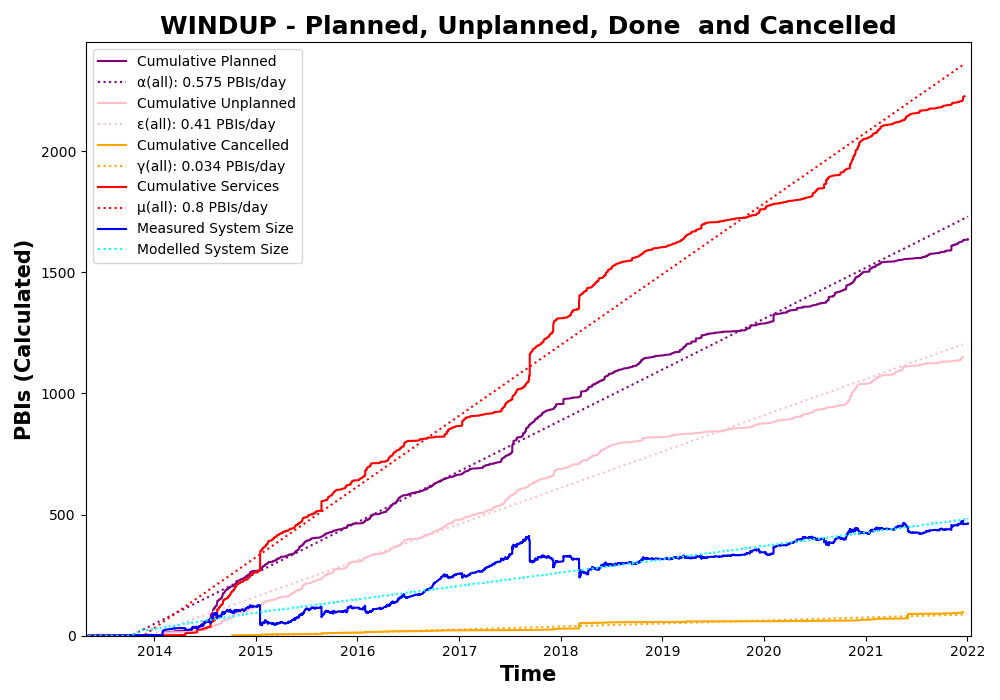 WINDUP - Planned, Unplanned, Done  and Cancelled
Cumulative Planned
α(all): 0.575 PBIs/day
Cumulative Unplanned
ε(all): 0.41 PBIs/day
Cumulative Cancelled
γ(all): 0.034 PBIs/day
Cumulative Services
μ(all): 0.8 PBIs/day
Measured System Size
Modelled System Size
PBIs (Calculated)
2000
1500
1000
500
0
2014 2015 2016 2017 2018 2019 2020 2021 2022
Time